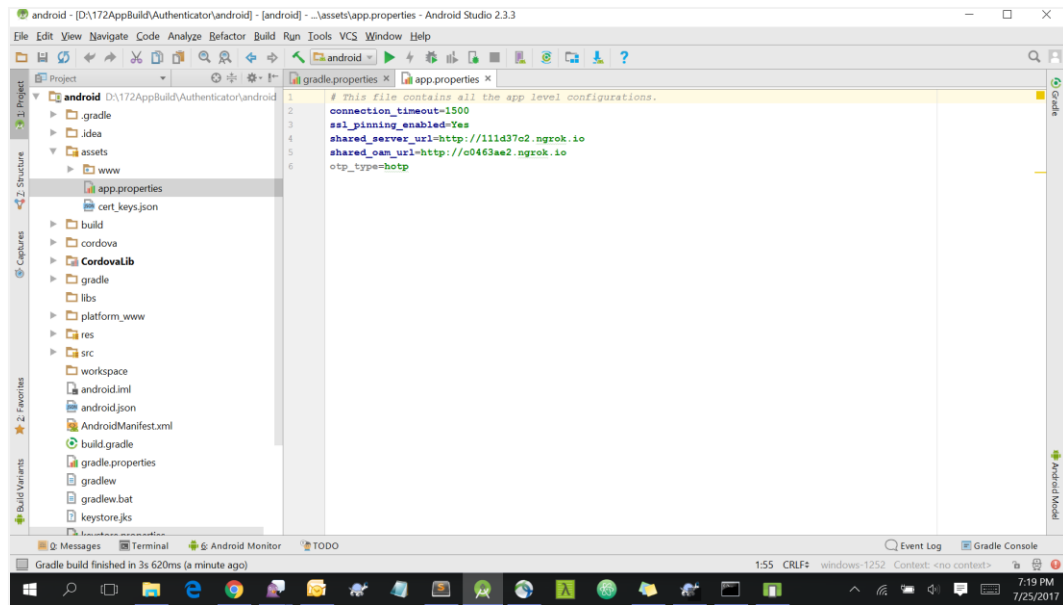 android - [D:\172AppBuild\Authenticator\android] - [android] - ...\assets\app.properties - Android Studio 2.3.3
File Edit View Navigate Code Analyze Refactor Build Run Tools VCS Window Help
android
Project
gradle.properties
app.properties
1: Project
Z: Structure
Captures
2: Favorites
Build Variants
android D:\172AppBuild\Authenticator\android
.gradle
.idea
assets
www
app.properties
cert_keys.json
build
cordova
CordovaLib
gradle
libs
platform_www
res
src
workspace
android.iml
android.json
AndroidManifest.xml
build.gradle
gradle.properties
gradlew
gradlew.bat
keystore.jks
keystore.properties
1 # This file contains all the app level configurations.
2 connection_timeout=1500
3 ssl_pinning_enabled=Yes
4 shared_server_url=http://111d37c2.ngrok.io
5 shared_oam_url=http://c0463ae2.ngrok.io
6 otp_type=hotp
Gradle
Android Model
0: Messages
Terminal
6: Android Monitor
TODO
Event Log
Gradle Console
Gradle build finished in 3s 620ms (a minute ago)
1:55 CRLF÷ windows-1252 Context: <no context>
7:19 PM
7/25/2017